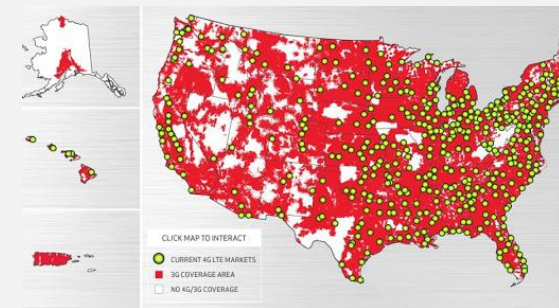 CLICK MAP TO INTERACT
CURRENT 4G LTE MARKETS
3G COVERAGE AREA
NO 4G/3G COVERAGE